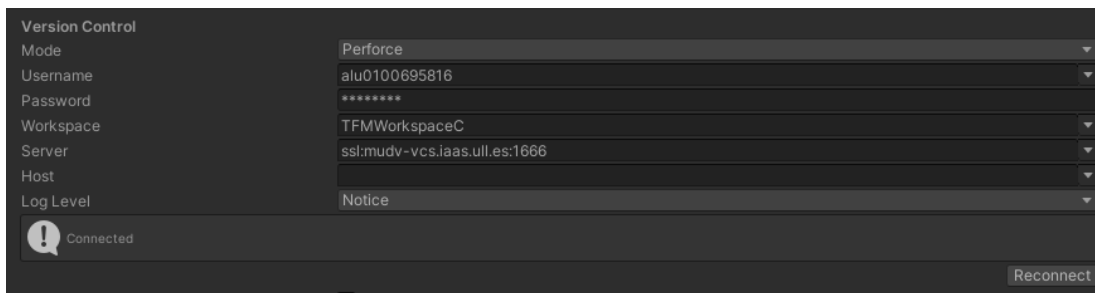 Version Control
Mode Perforce
Username alu0100695816
Password ********
Workspace TFMWorkspaceC
Server ssl:mudv-vcs.iaas.ull.es:1666
Host
Log Level Notice
Connected
Reconnect